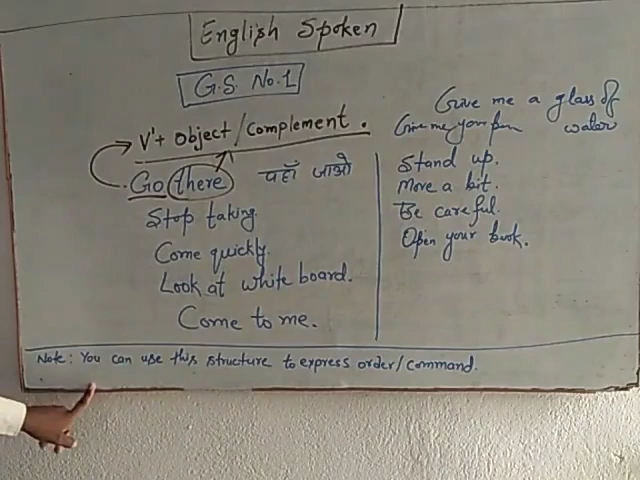 English Spoken
G.S. No.1
V¹+ Object/Complement.
Go there यहाँ जाओ
Stop taking.
Come quickly.
Look at white board.
Come to me.
Give me a glass of water
Give me your pen
Stand up.
Move a bit.
Be careful.
Open your book.
Note: You can use this structure to express order/command.